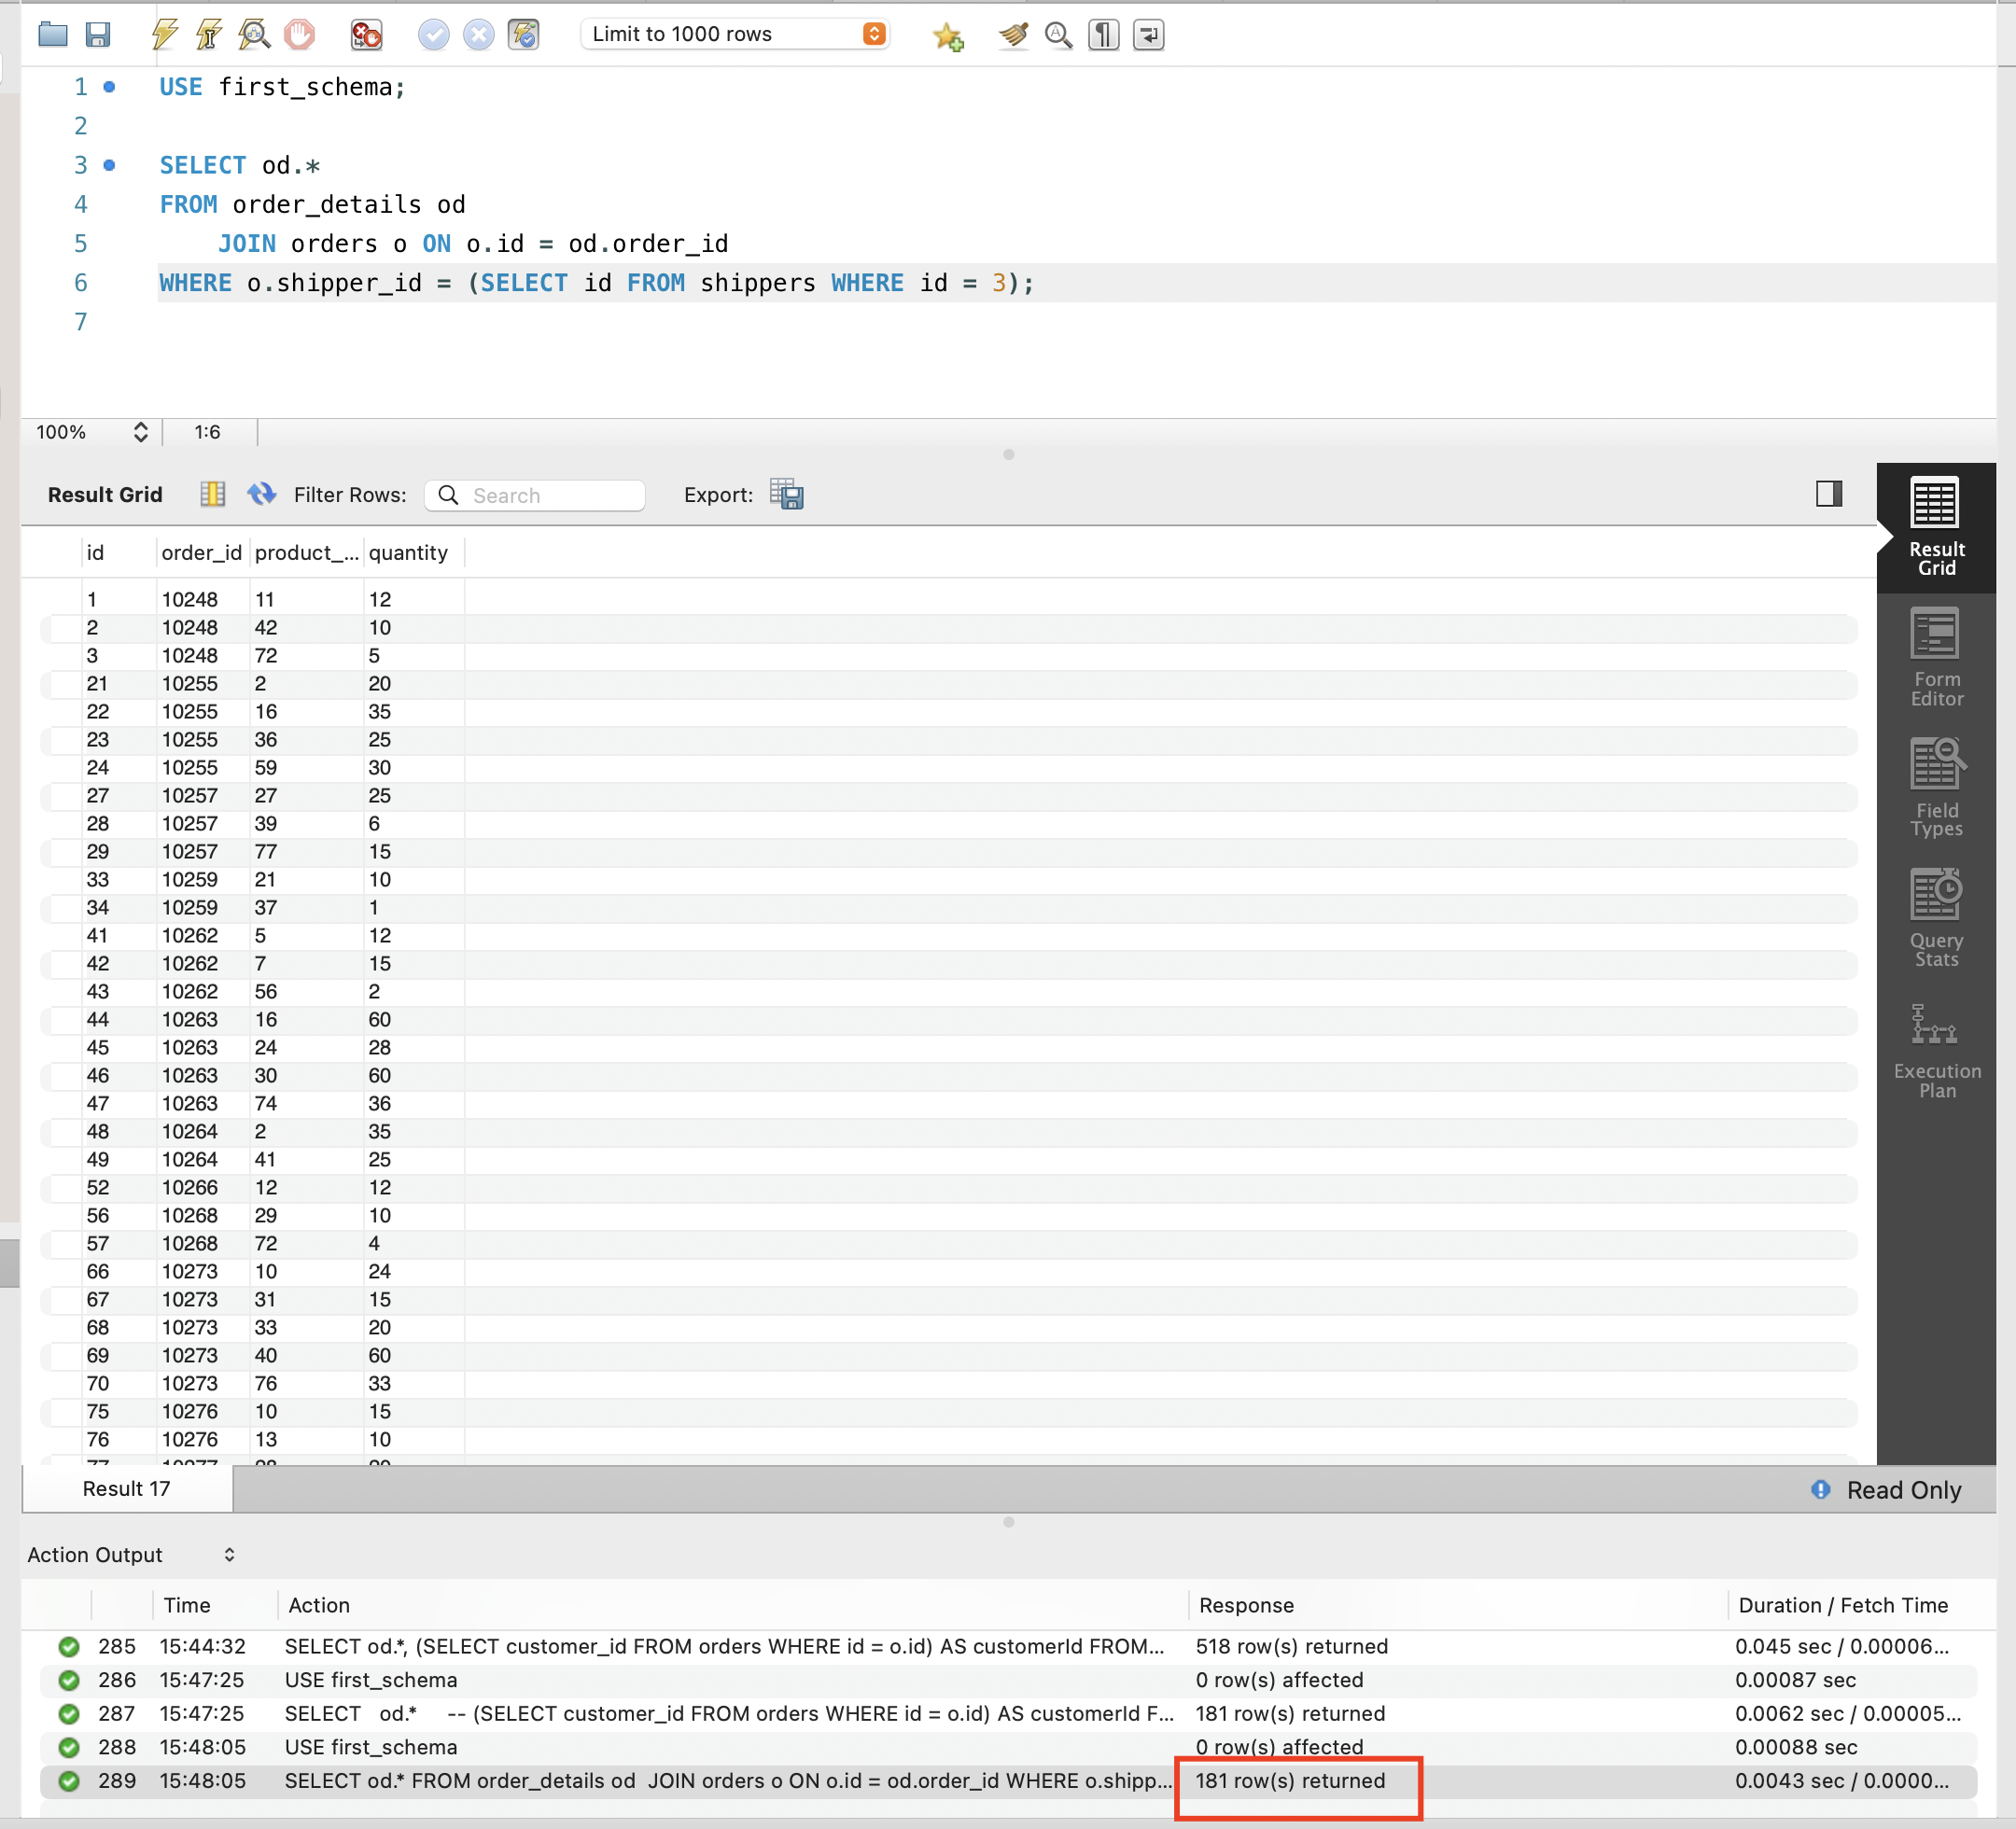 Limit to 1000 rows
1 USE first_schema;
2
3 SELECT od.*
4 FROM order_details od
5 JOIN orders o ON o.id = od.order_id
6 WHERE o.shipper_id = (SELECT id FROM shippers WHERE id = 3);
7
100% 1:6
Result Grid Filter Rows: Search Export:
id order_id product_... quantity
1 10248 11 12
2 10248 42 10
3 10248 72 5
21 10255 2 20
22 10255 16 35
23 10255 36 25
24 10255 59 30
27 10257 27 25
28 10257 39 6
29 10257 77 15
33 10259 21 10
34 10259 37 1
41 10262 5 12
42 10262 7 15
43 10262 56 2
44 10263 16 60
45 10263 24 28
46 10263 30 60
47 10263 74 36
48 10264 2 35
49 10264 41 25
52 10266 12 12
56 10268 29 10
57 10268 72 4
66 10273 10 24
67 10273 31 15
68 10273 33 20
69 10273 40 60
70 10273 76 33
75 10276 10 15
76 10276 13 10
Result
Grid
Form
Editor
Field
Types
Query
Stats
Execution
Plan
Result 17 Read Only
Action Output
Time Action Response Duration / Fetch Time
285 15:44:32 SELECT od.*, (SELECT customer_id FROM orders WHERE id = o.id) AS customerId FROM... 518 row(s) returned 0.045 sec / 0.00006...
286 15:47:25 USE first_schema 0 row(s) affected 0.00087 sec
287 15:47:25 SELECT od.* -- (SELECT customer_id FROM orders WHERE id = o.id) AS customerId F... 181 row(s) returned 0.0062 sec / 0.00005...
288 15:48:05 USE first_schema 0 row(s) affected 0.00088 sec
289 15:48:05 SELECT od.* FROM order_details od JOIN orders o ON o.id = od.order_id WHERE o.shipp... 181 row(s) returned 0.0043 sec / 0.0000...